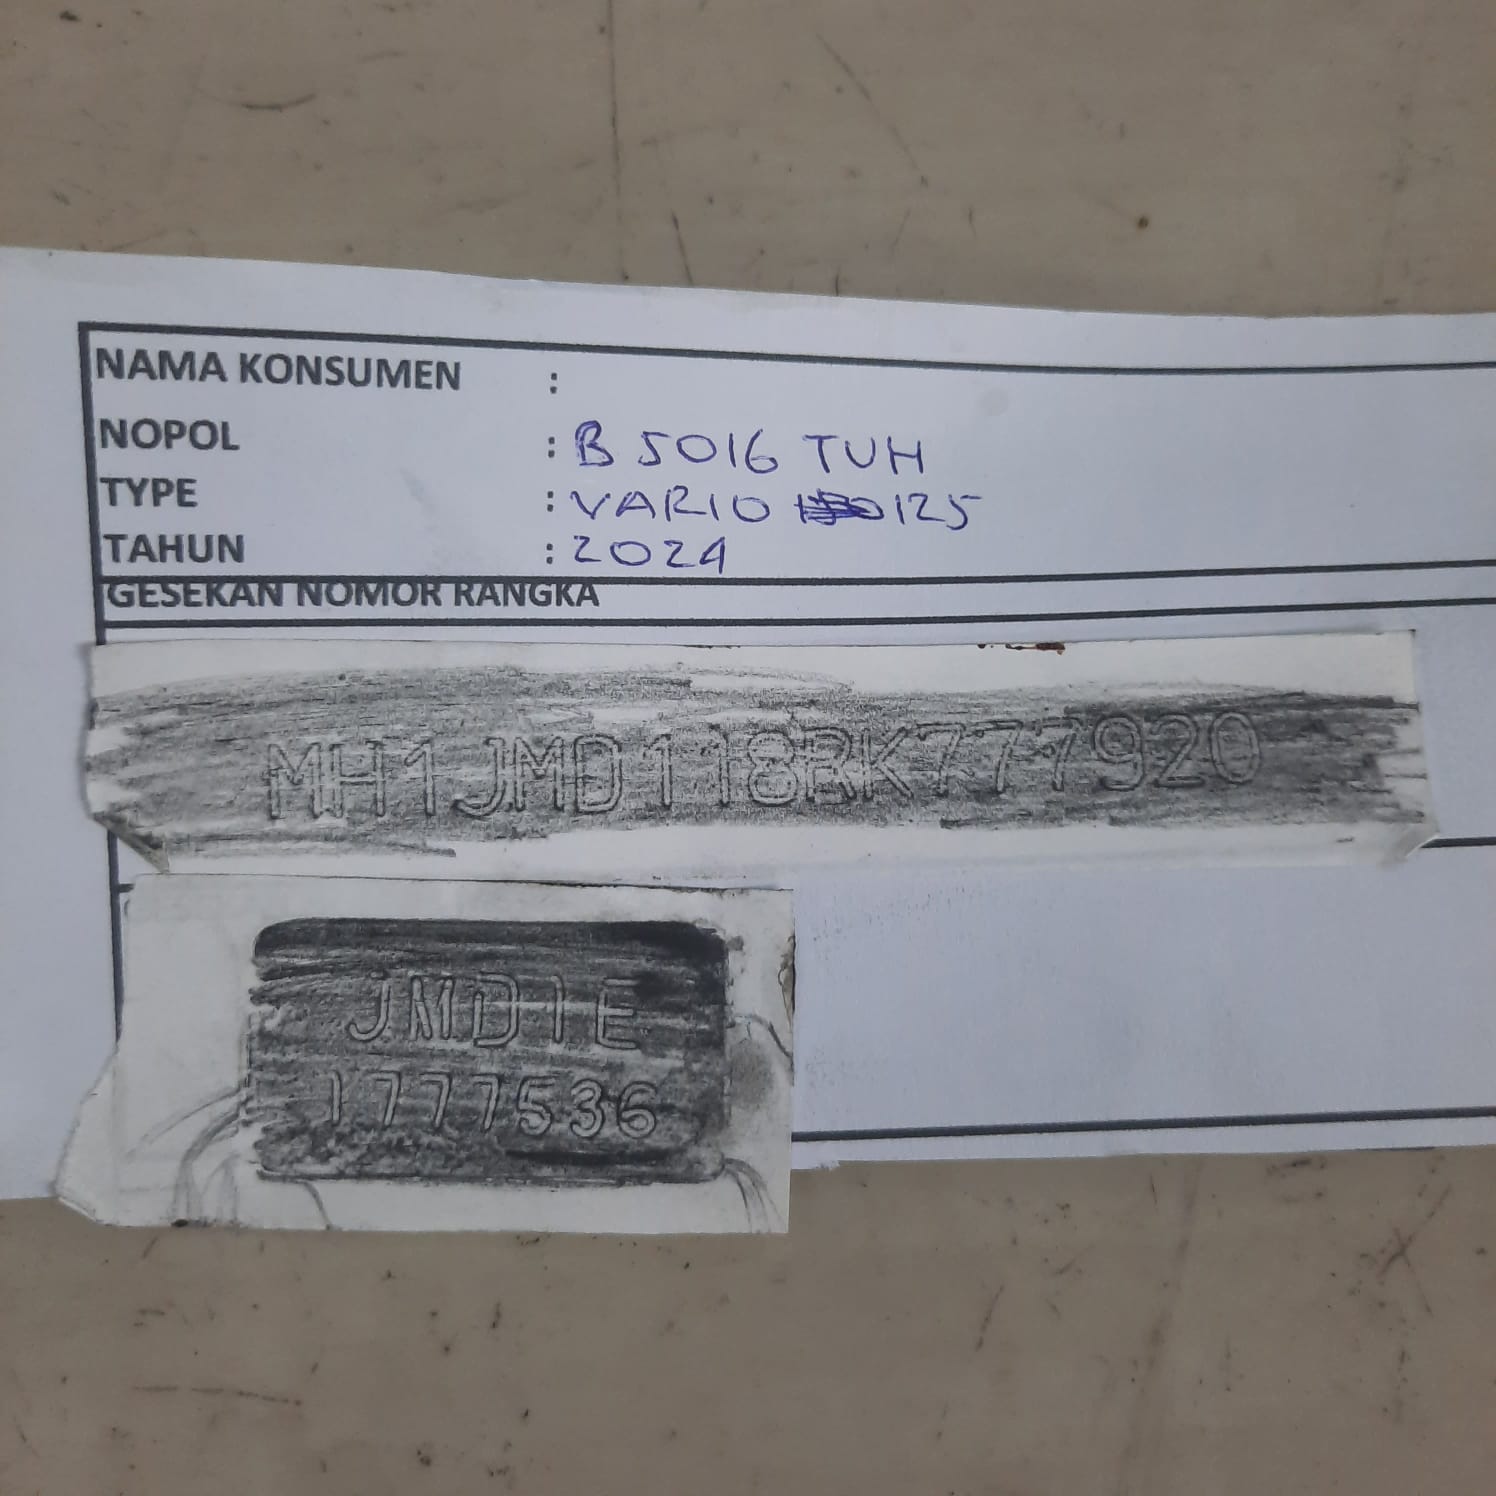 NAMA KONSUMEN :
NOPOL : B 5016 TUH
TYPE : VARIO 125
TAHUN : 2024
GESEKAN NOMOR RANGKA
MH1JMD118RK777920
JMD1E
1777536